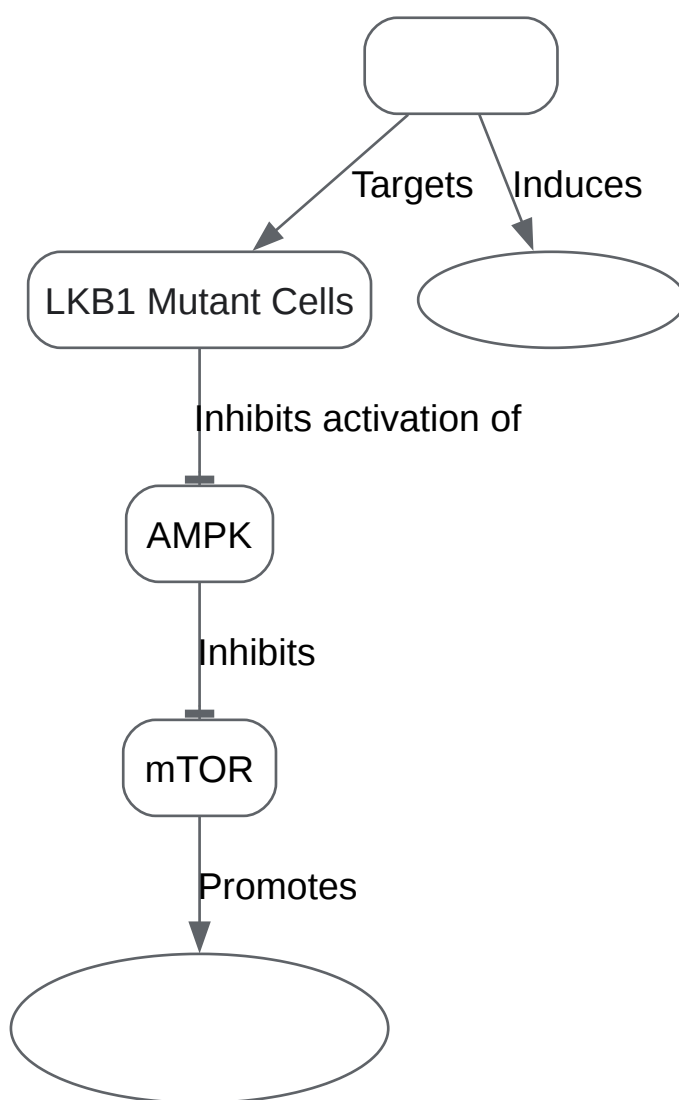 Targets
Induces
LKB1 Mutant Cells
Inhibits activation of
AMPK
Inhibits
mTOR
Promotes